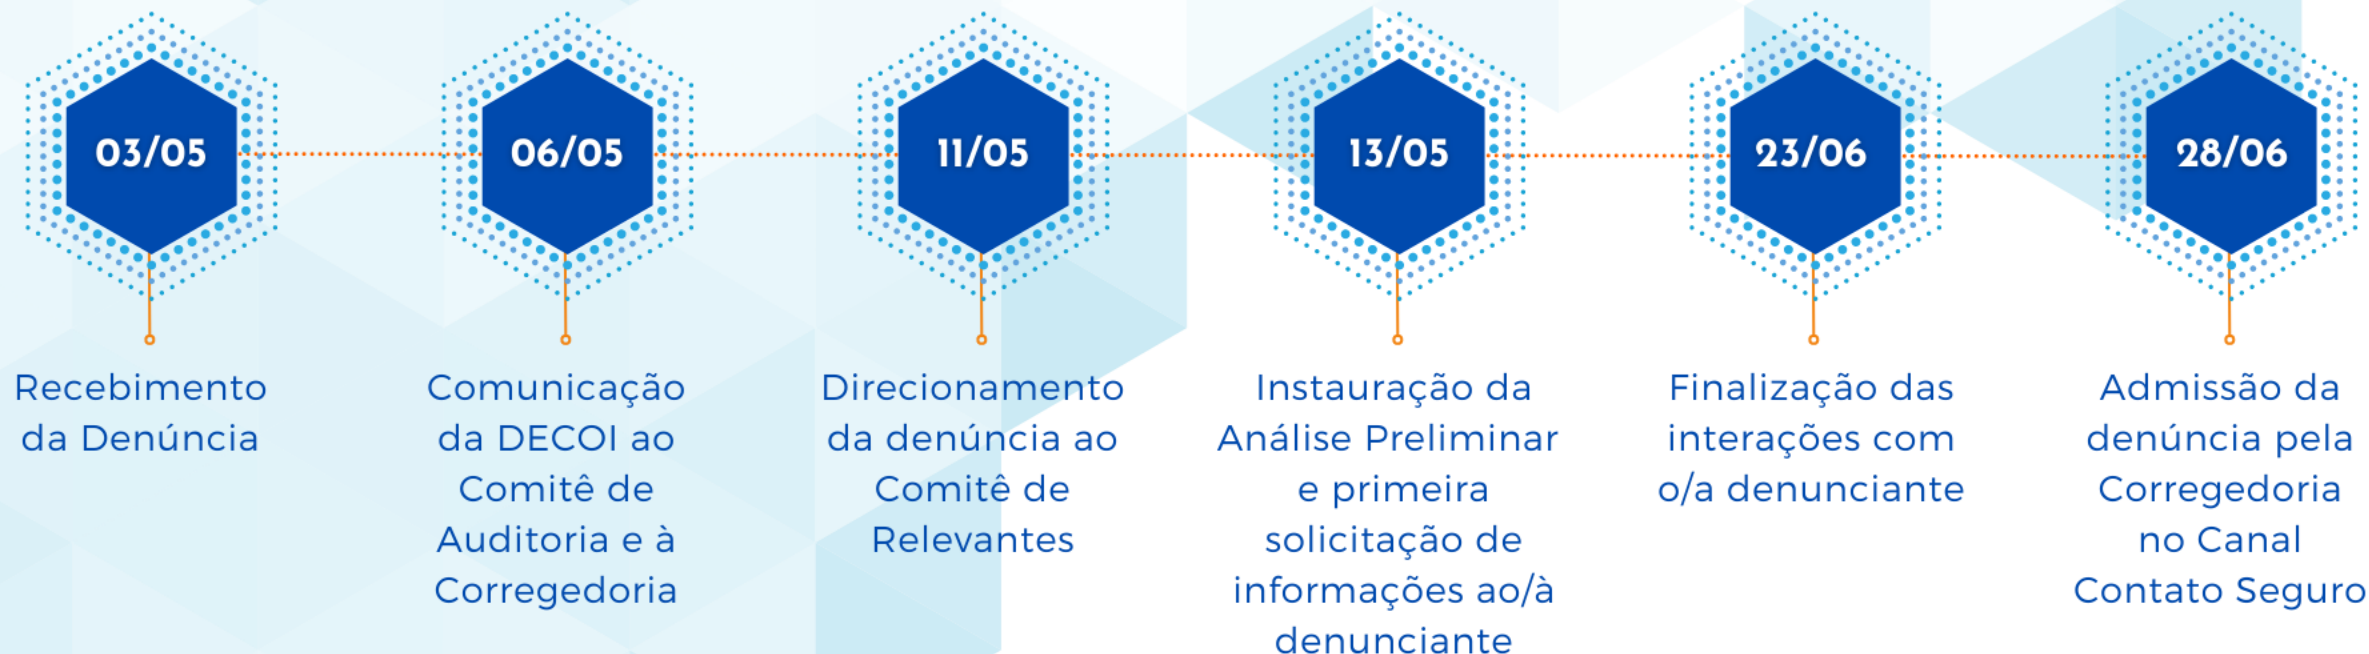 03/05
Recebimento
da Denúncia
06/05
Comunicação
da DECOI ao
Comitê de
Auditoria e à
Corregedoria
11/05
Direcionamento
da denúncia ao
Comitê de
Relevantes
13/05
Instauração da
Análise Preliminar
e primeira
solicitação de
informações ao/à
denunciante
23/06
Finalização das
interações com
o/a denunciante
28/06
Admissão da
denúncia pela
Corregedoria
no Canal
Contato Seguro